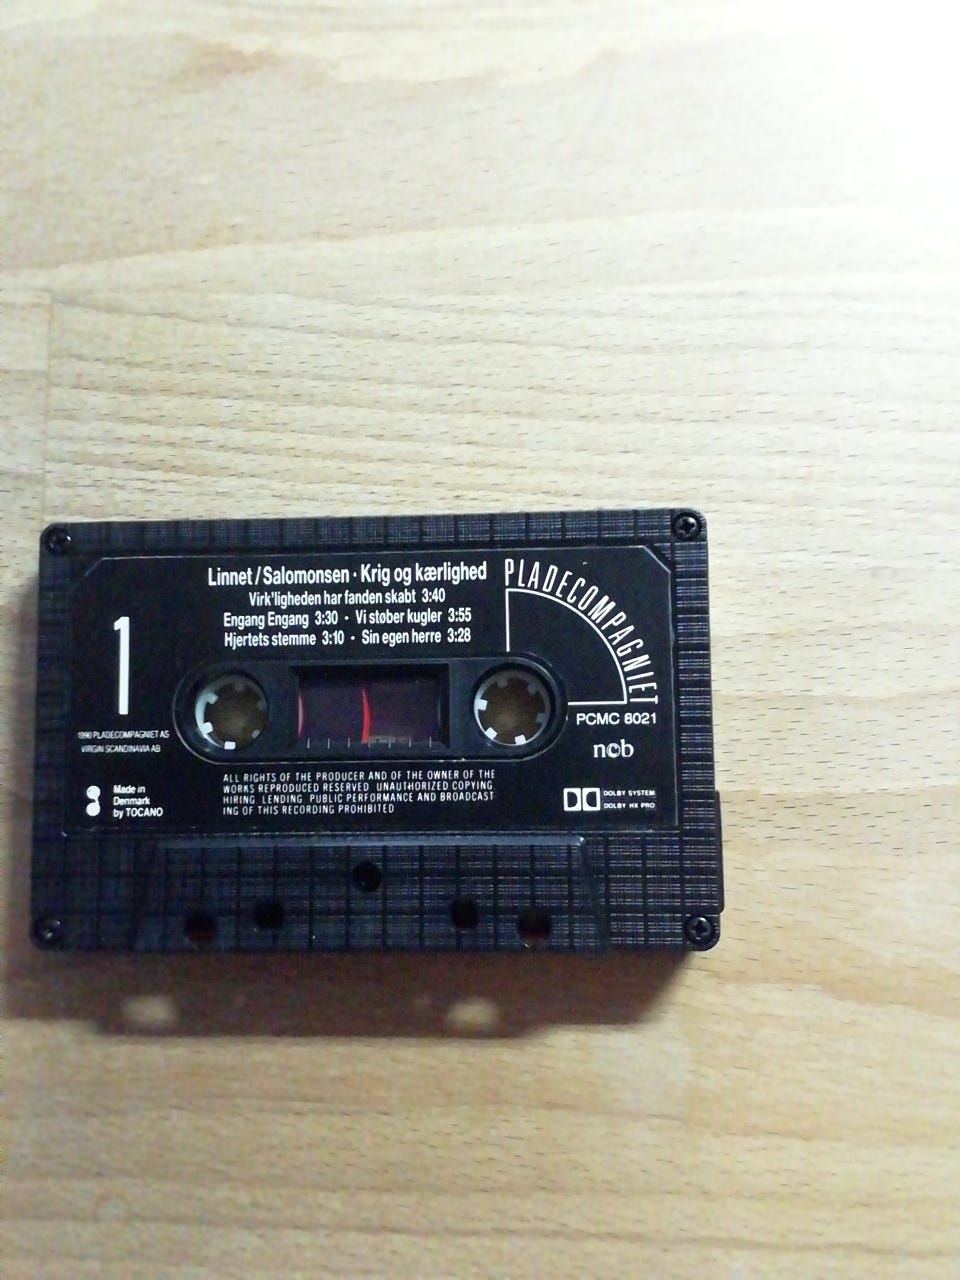 Linnet/Salomonsen · Krig og kærlighed
Virk'ligheden har fanden skabt 3:40
Engang Engang 3:30 · Vi støber kugler 3:55
Hjertets stemme 3:10 · Sin egen herre 3:28
PLADECOMPAGNIET
1
PCMC 8021
ncb
1990 PLADECOMPAGNIET AS
VIRGIN SCANDINAVIA AB
Made in
Denmark
by TOCANO
ALL RIGHTS OF THE PRODUCER AND OF THE OWNER OF THE
WORKS REPRODUCED RESERVED UNAUTHORIZED COPYING
HIRING LENDING PUBLIC PERFORMANCE AND BROADCAST
ING OF THIS RECORDING PROHIBITED
DOLBY SYSTEM
DOLBY HX PRO